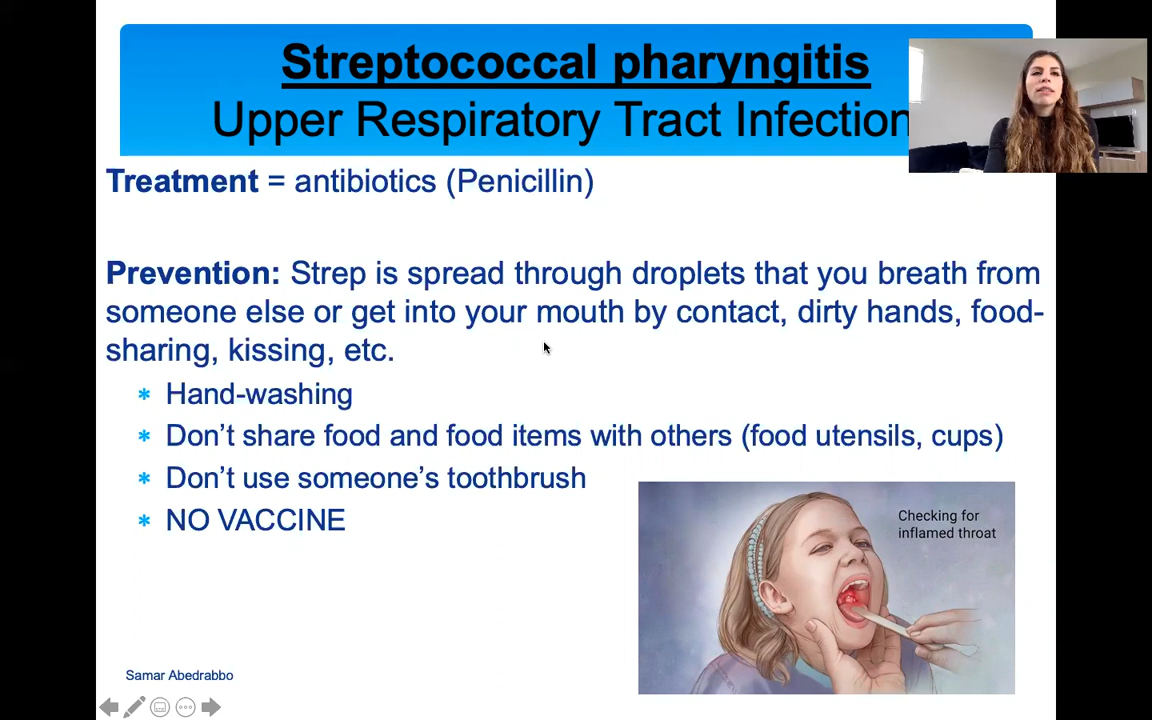 Streptococcal pharyngitis
Upper Respiratory Tract Infection
Treatment = antibiotics (Penicillin)
Prevention: Strep is spread through droplets that you breath from
someone else or get into your mouth by contact, dirty hands, food-
sharing, kissing, etc.
* Hand-washing
* Don’t share food and food items with others (food utensils, cups)
* Don’t use someone’s toothbrush
* NO VACCINE
Checking for
inflamed throat
Samar Abedrabbo